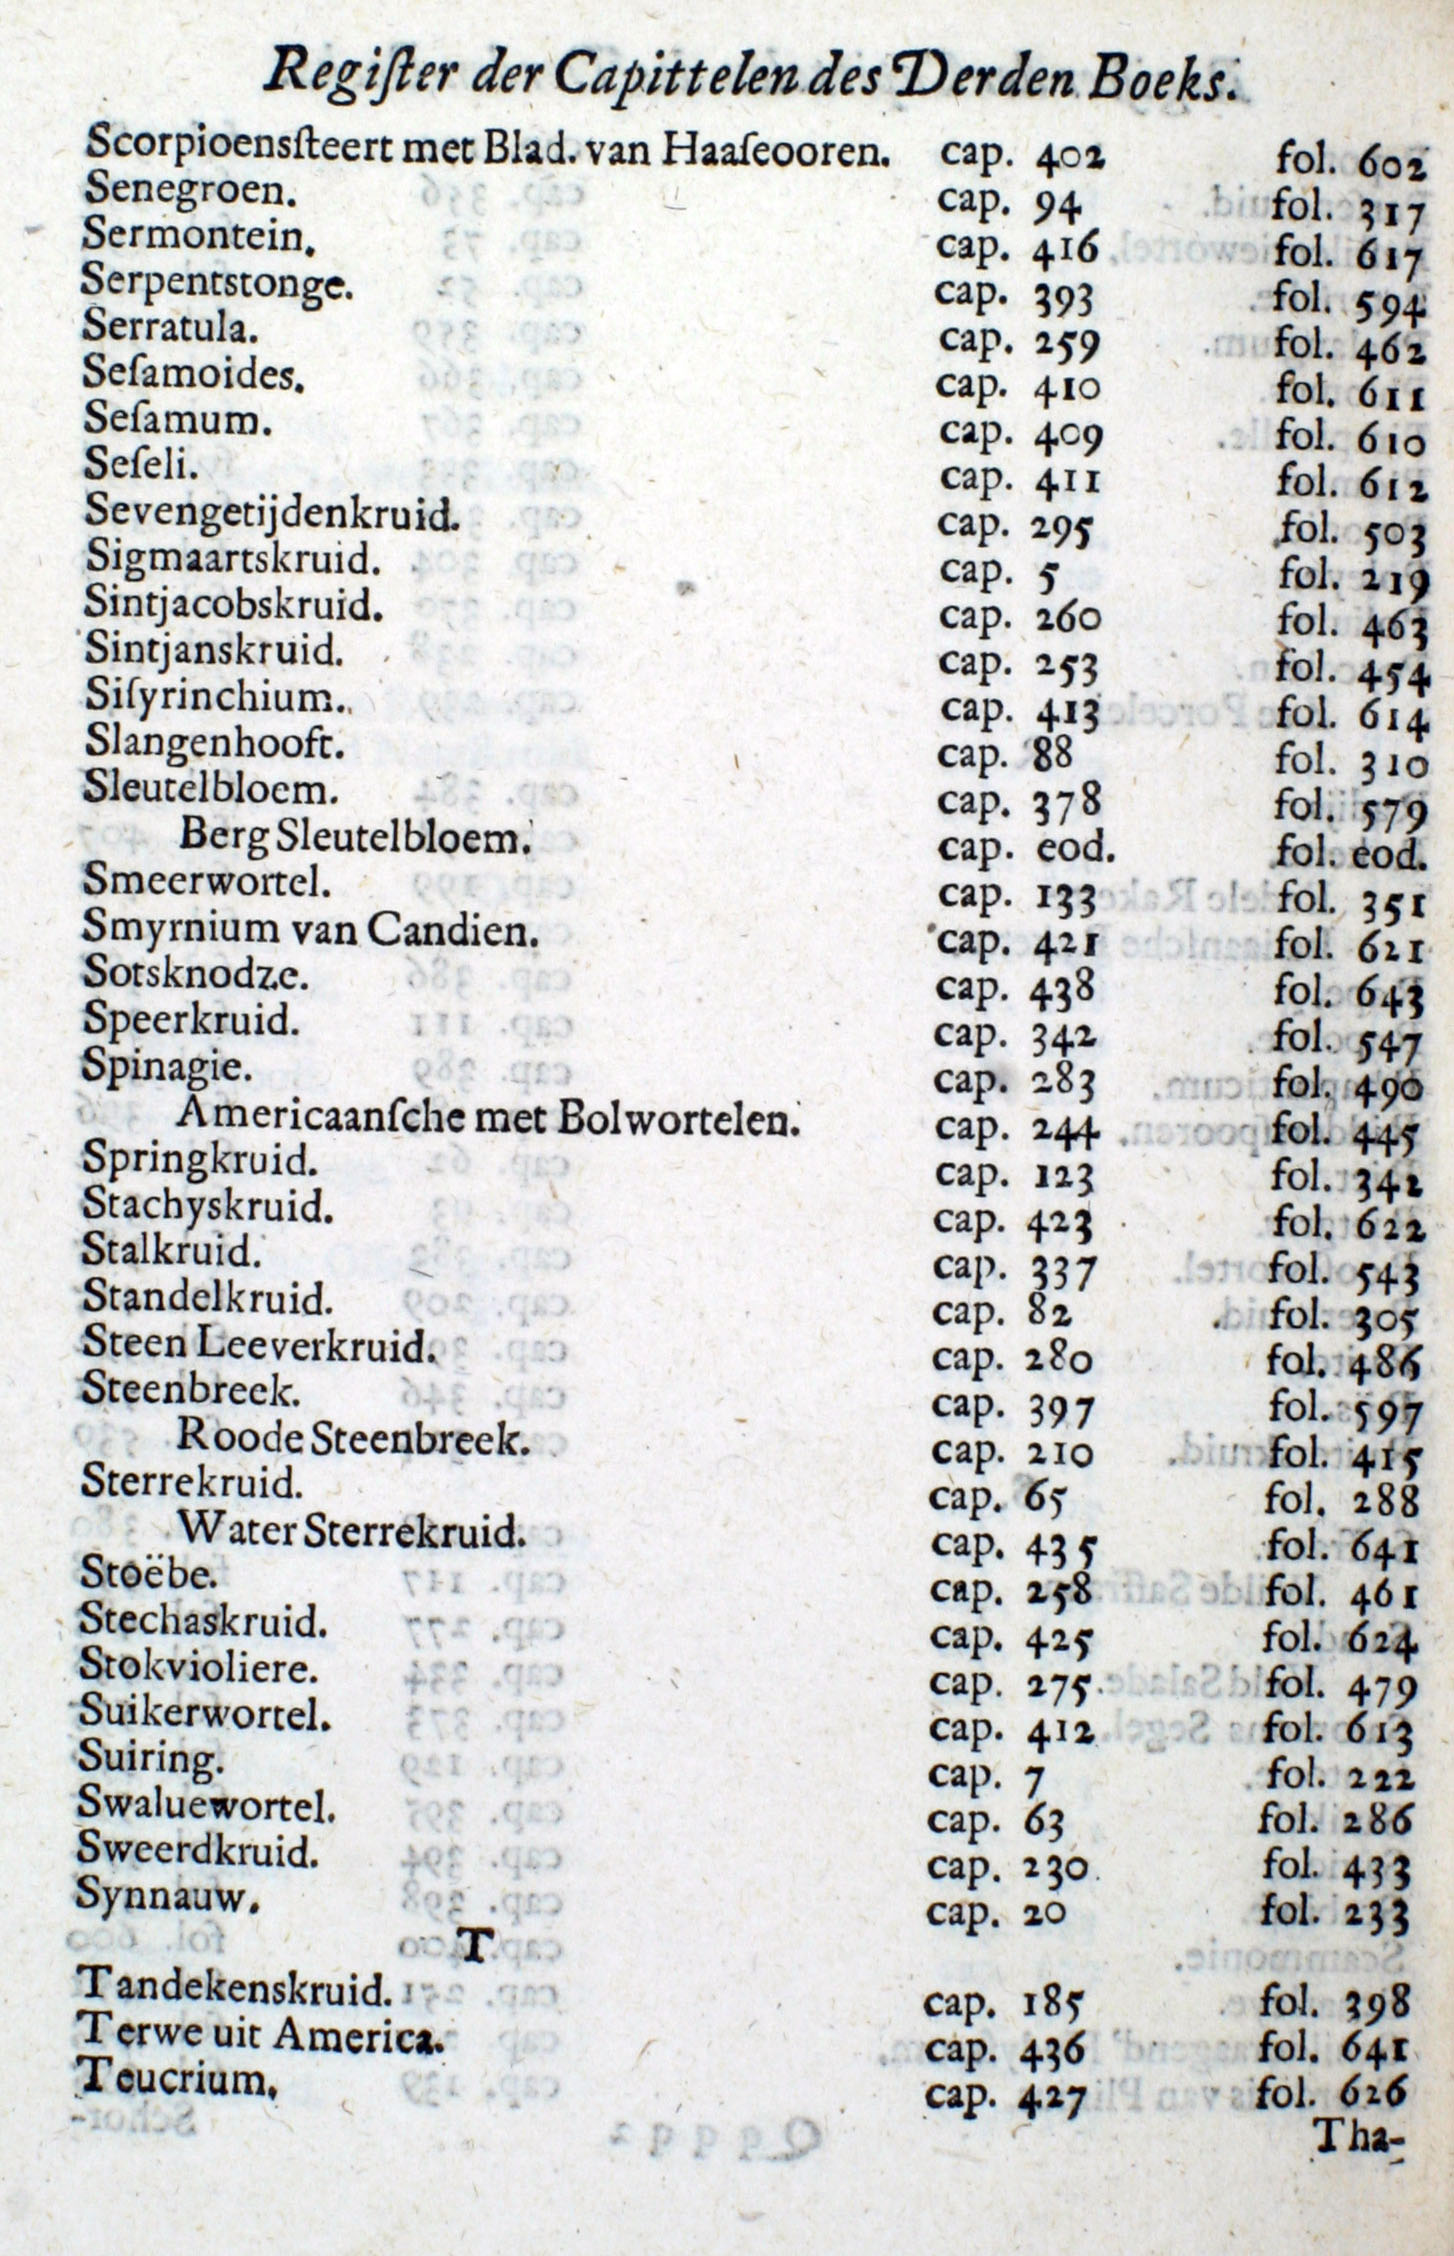 Regiſter der Capittelen des Derden Boeks.
Scorpioensſteert met Blad. van Haaſeooren. cap. 402 fol. 602
Senegroen. cap. 94 fol. 317
Sermontein. cap. 416 fol. 617
Serpentstonge. cap. 393 fol. 594
Serratula. cap. 259 fol. 462
Seſamoides. cap. 410 fol. 611
Seſamum. cap. 409 fol. 610
Seſeli. cap. 411 fol. 612
Sevengetijdenkruid. cap. 295 fol. 503
Sigmaartskruid. cap. 5 fol. 219
Sintjacobskruid. cap. 260 fol. 463
Sintjanskruid. cap. 253 fol. 454
Siſyrinchium. cap. 413 fol. 614
Slangenhooft. cap. 88 fol. 310
Sleutelbloem. cap. 378 fol. 579
Berg Sleutelbloem. cap. eod. fol. eod.
Smeerwortel. cap. 133 fol. 351
Smyrnium van Candien. cap. 421 fol. 621
Sotsknodze. cap. 438 fol. 643
Speerkruid. cap. 342 fol. 547
Spinagie. cap. 283 fol. 490
Americaanſche met Bolwortelen. cap. 244 fol. 445
Springkruid. cap. 123 fol. 342
Stachyskruid. cap. 423 fol. 622
Stalkruid. cap. 337 fol. 543
Standelkruid. cap. 82 fol. 305
Steen Leeverkruid. cap. 280 fol. 486
Steenbreek. cap. 397 fol. 597
Roode Steenbreek. cap. 210 fol. 415
Sterrekruid. cap. 65 fol. 288
Water Sterrekruid. cap. 435 fol. 641
Stoëbe. cap. 258 fol. 461
Stechaskruid. cap. 425 fol. 624
Stokvioliere. cap. 275 fol. 479
Suikerwortel. cap. 412 fol. 613
Suiring. cap. 7 fol. 222
Swaluewortel. cap. 63 fol. 286
Sweerdkruid. cap. 230 fol. 433
Synnauw. cap. 20 fol. 233
T
Tandekenskruid. cap. 185 fol. 398
Terwe uit America. cap. 436 fol. 641
Teucrium. cap. 427 fol. 626
Tha-